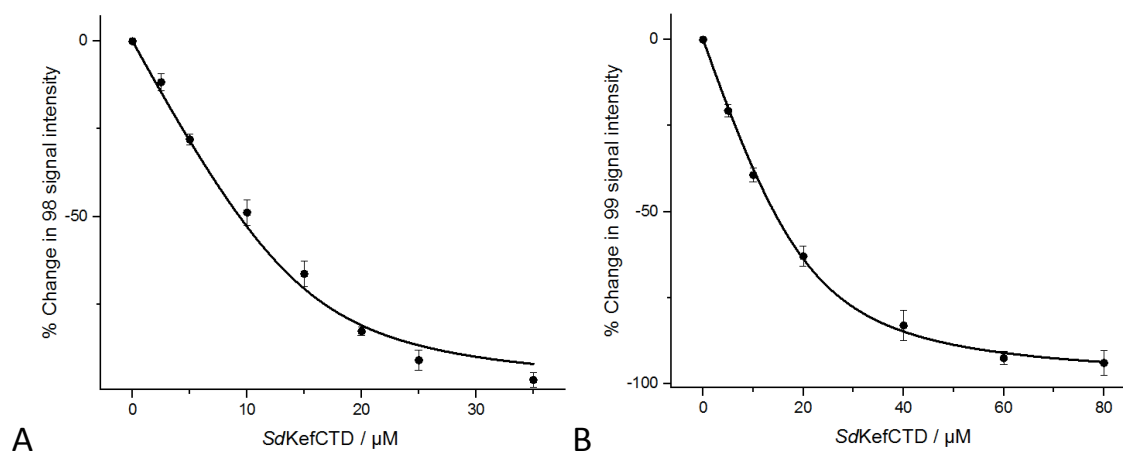 0
-50
% Change in 98 signal intensity
0 10 20 30
SdKefCTD / µM
A
0
-50
-100
% Change in 99 signal intensity
0 20 40 60 80
SdKefCTD / µM
B